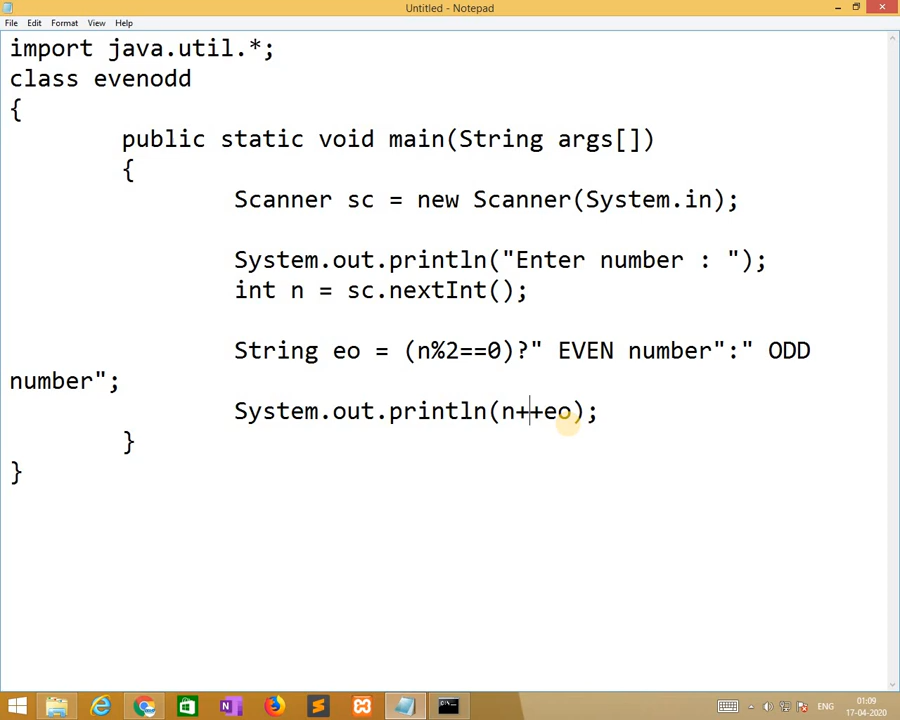 Untitled - Notepad
File Edit Format View Help
import java.util.*;
class evenodd
{
public static void main(String args[])
{
Scanner sc = new Scanner(System.in);
System.out.println("Enter number : ");
int n = sc.nextInt();
String eo = (n%2==0)?" EVEN number":" ODD
number";
System.out.println(n++eo);
}
}
ENG
01:09
17-04-2020